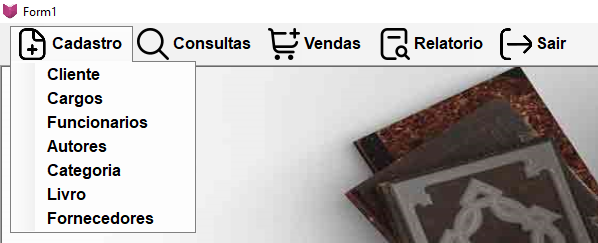 Form1
Cadastro Consultas Vendas Relatorio Sair
Cliente
Cargos
Funcionarios
Autores
Categoria
Livro
Fornecedores